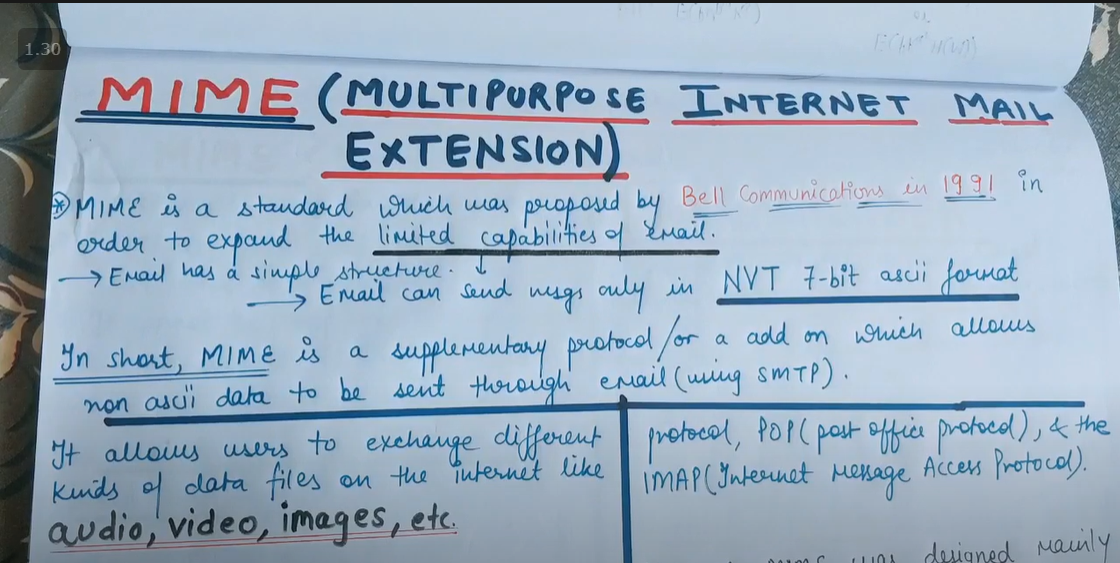 1.30
MIME (MULTIPURPOSE INTERNET MAIL
EXTENSION)
MIME is a standard which was proposed by Bell Communications in 1991 in
order to expand the limited capabilities of Email.
→ Email has a simple structure. ↓
→ Email can send msgs only in NVT 7-bit ascii format
In short, MIME is a supplementary protocol/or a add on which allows
non ascii data to be sent through email (using SMTP).
It allows users to exchange different
kinds of data files on the internet like
audio, video, images, etc.
protocol, POP (post office protocol), & the
IMAP (Internet Message Access Protocol).
was designed mainly